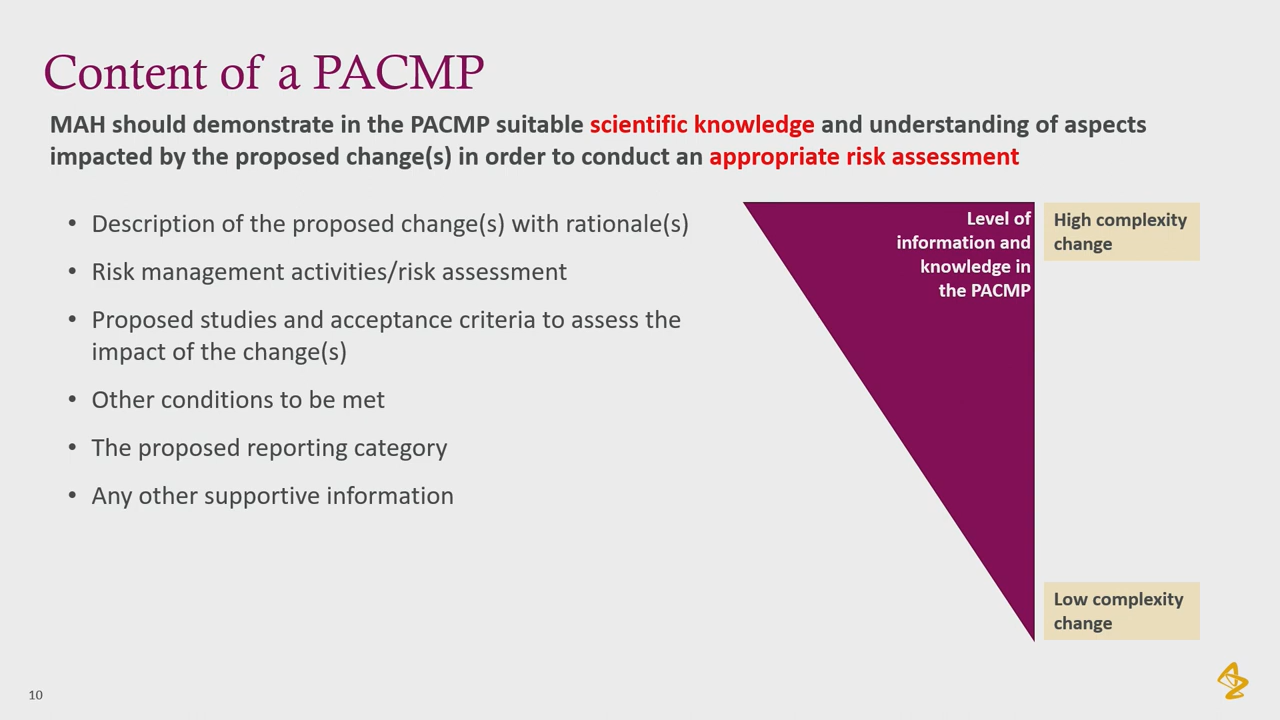 Content of a PACMP
MAH should demonstrate in the PACMP suitable scientific knowledge and understanding of aspects
impacted by the proposed change(s) in order to conduct an appropriate risk assessment
• Description of the proposed change(s) with rationale(s)
• Risk management activities/risk assessment
• Proposed studies and acceptance criteria to assess the
impact of the change(s)
• Other conditions to be met
• The proposed reporting category
• Any other supportive information
Level of
information and
knowledge in
the PACMP
High complexity
change
Low complexity
change
10